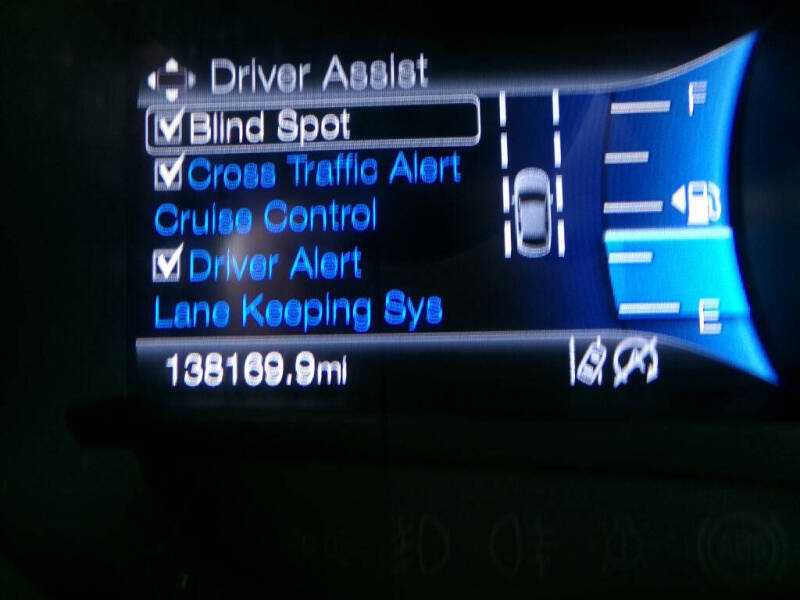 Driver Assist
Blind Spot
Cross Traffic Alert
Cruise Control
Driver Alert
Lane Keeping Sys
138169.9mi
F
E